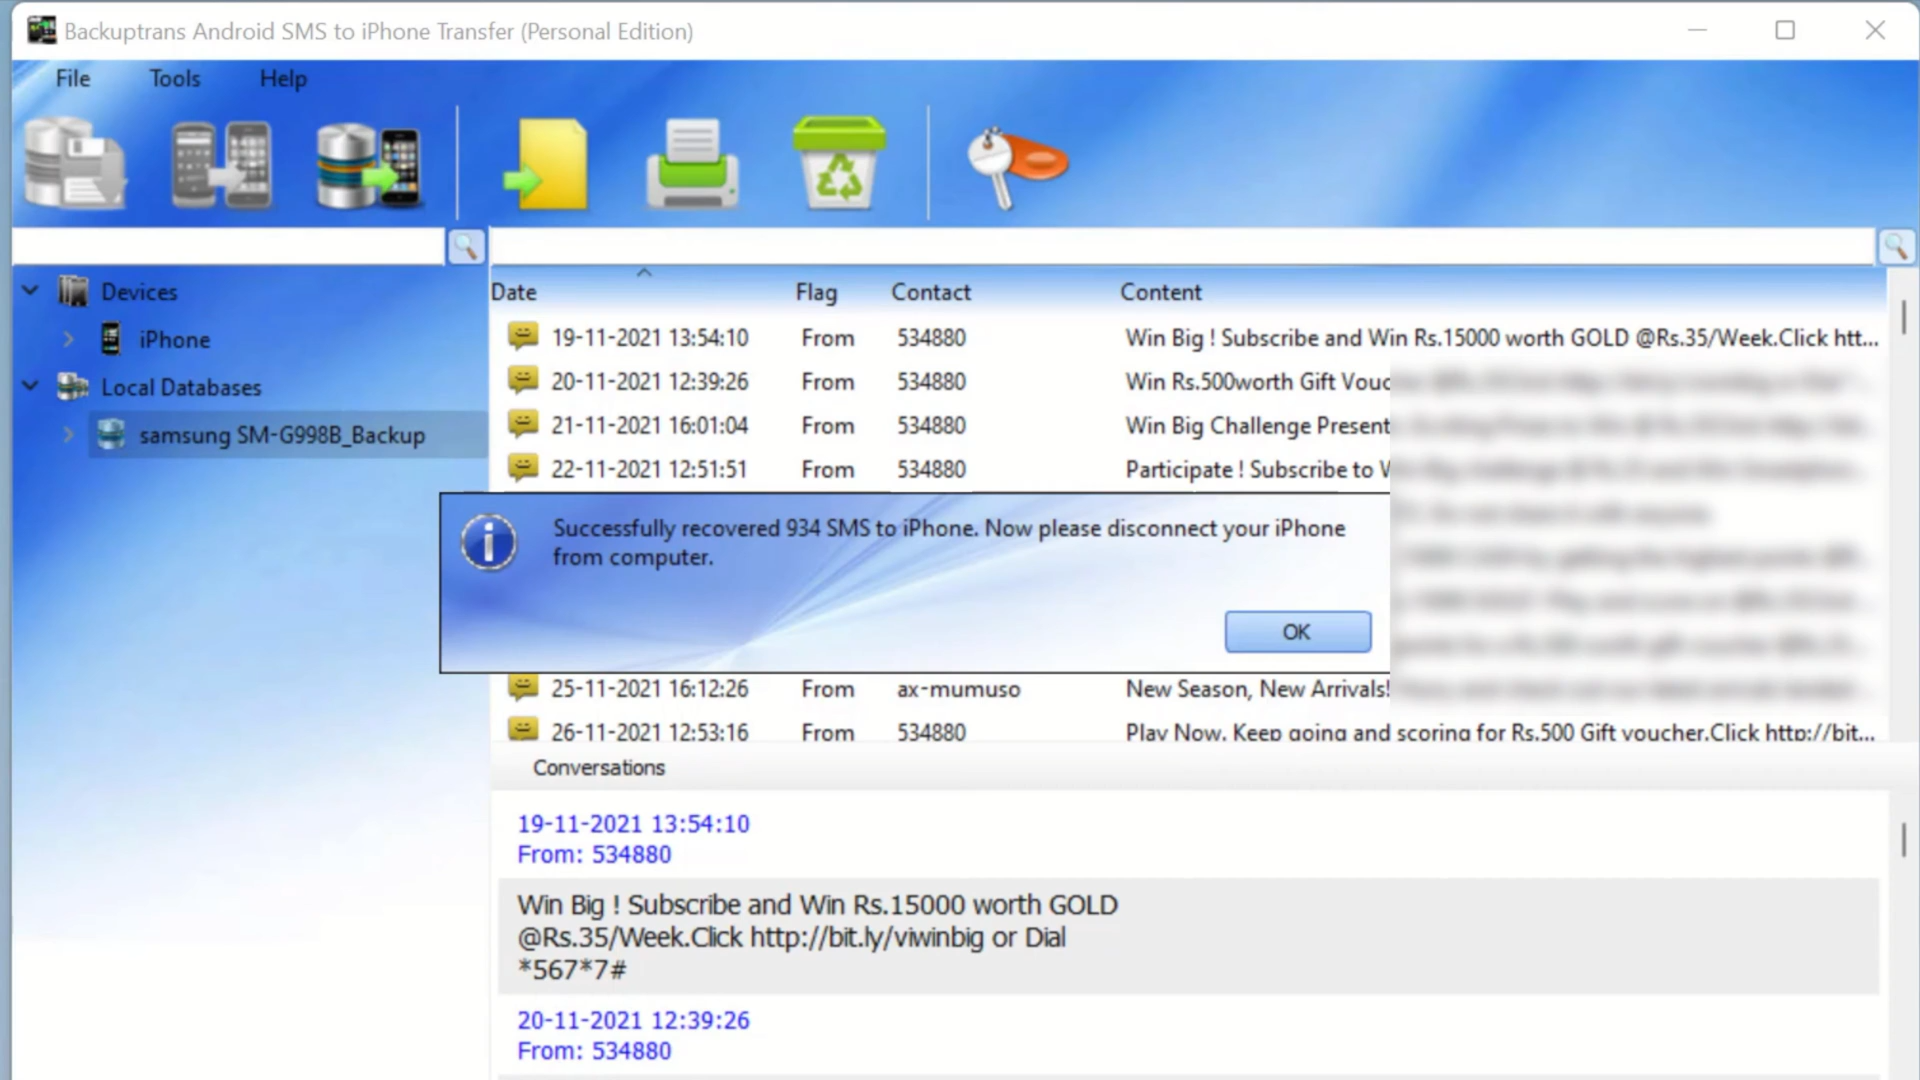 Backuptrans Android SMS to iPhone Transfer (Personal Edition)
File Tools Help
Devices
iPhone
Local Databases
samsung SM-G998B_Backup
Date Flag Contact Content
19-11-2021 13:54:10 From 534880 Win Big ! Subscribe and Win Rs.15000 worth GOLD @Rs.35/Week.Click htt...
20-11-2021 12:39:26 From 534880 Win Rs.500worth Gift
21-11-2021 16:01:04 From 534880 Win Big Challenge Present
22-11-2021 12:51:51 From 534880 Participate ! Subscribe to
Successfully recovered 934 SMS to iPhone. Now please disconnect your iPhone
from computer.
OK
25-11-2021 16:12:26 From ax-mumuso New Season, New Arrivals!
26-11-2021 12:53:16 From 534880 Play Now. Keep going and scoring for Rs.500 Gift voucher.Click http://bit...
Conversations
19-11-2021 13:54:10
From: 534880
Win Big ! Subscribe and Win Rs.15000 worth GOLD
@Rs.35/Week.Click http://bit.ly/viwinbig or Dial
*567*7#
20-11-2021 12:39:26
From: 534880